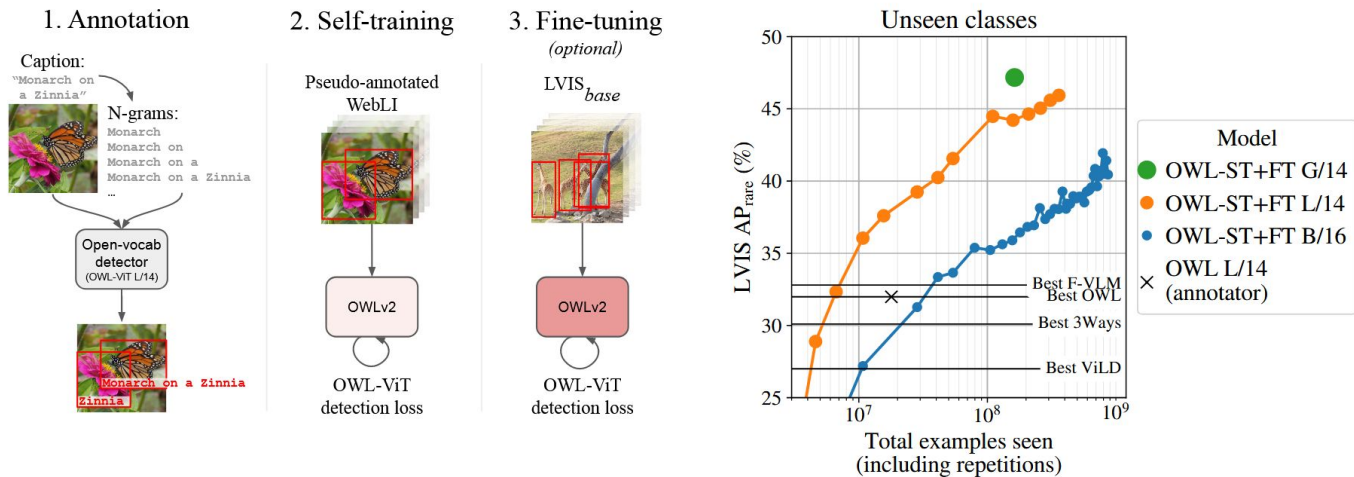 1. Annotation
Caption:
"Monarch on
a Zinnia"
N-grams:
Monarch
Monarch on
Monarch on a
Monarch on a Zinnia
…
Open-vocab
detector
(OWL-ViT L/14)
Monarch on a Zinnia
Zinnia
2. Self-training
Pseudo-annotated
WebLI
OWLv2
OWL-ViT
detection loss
3. Fine-tuning
(optional)
LVIS base
OWLv2
OWL-ViT
detection loss
Unseen classes
LVIS AP rare (%)
50
45
40
35
30
25
Best F-VLM
Best OWL
Best 3Ways
Best ViLD
10^7
10^8
10^9
Total examples seen
(including repetitions)
Model
OWL-ST+FT G/14
OWL-ST+FT L/14
OWL-ST+FT B/16
OWL L/14
(annotator)